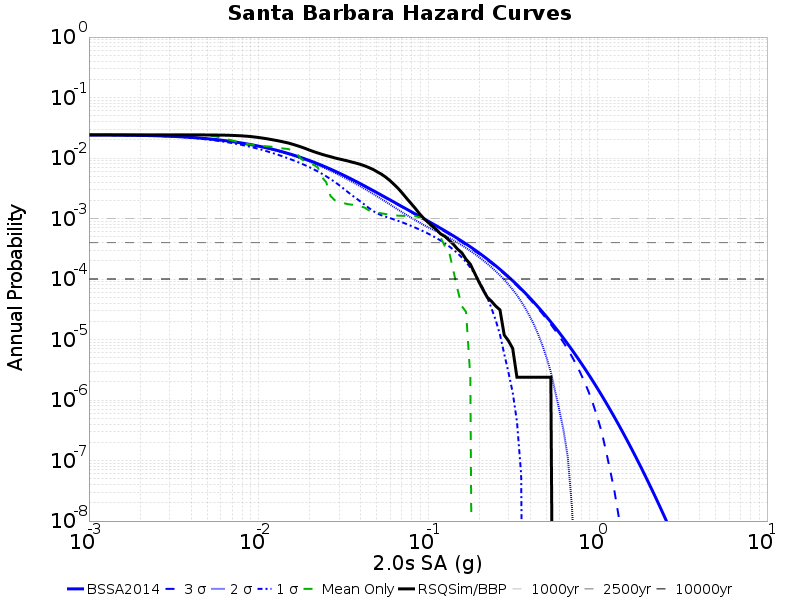 Santa Barbara Hazard Curves
10^0
10^-1
10^-2
10^-3
10^-4
10^-5
10^-6
10^-7
10^-8
Annual Probability
10^-3 10^-2 10^-1 10^0 10^1
2.0s SA (g)
BSSA2014 3 σ 2 σ 1 σ Mean Only RSQSim/BBP 1000yr 2500yr 10000yr